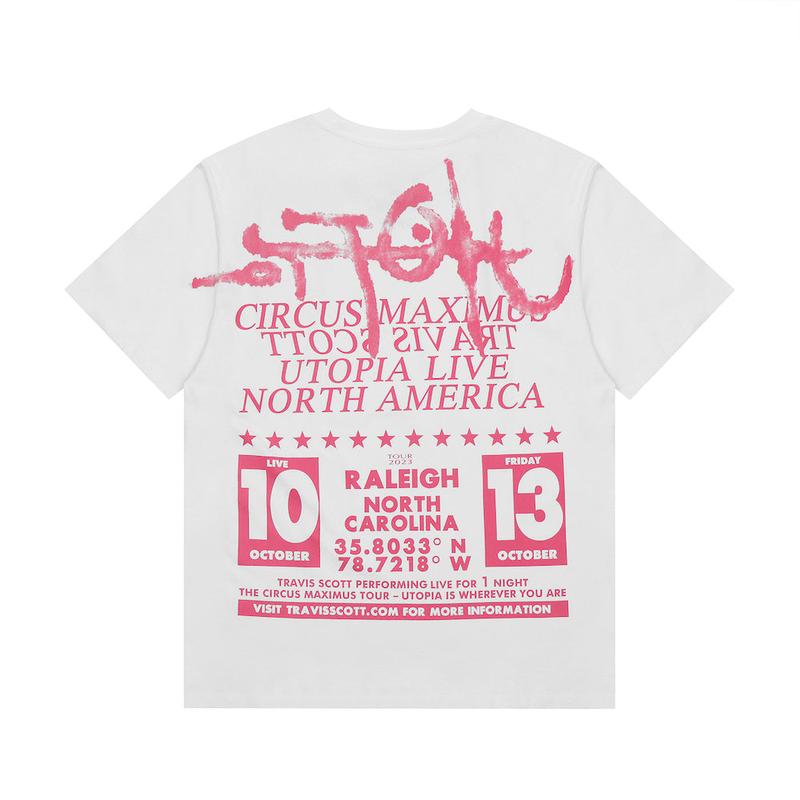 CIRCUS MAXIMUS
TRAVIS SCOTT
UTOPIA LIVE
NORTH AMERICA
TOUR
2023
LIVE
10
OCTOBER
RALEIGH
NORTH
CAROLINA
35.8033° N
78.7218° W
FRIDAY
13
OCTOBER
TRAVIS SCOTT PERFORMING LIVE FOR 1 NIGHT
THE CIRCUS MAXIMUS TOUR – UTOPIA IS WHEREVER YOU ARE
VISIT TRAVISSCOTT.COM FOR MORE INFORMATION